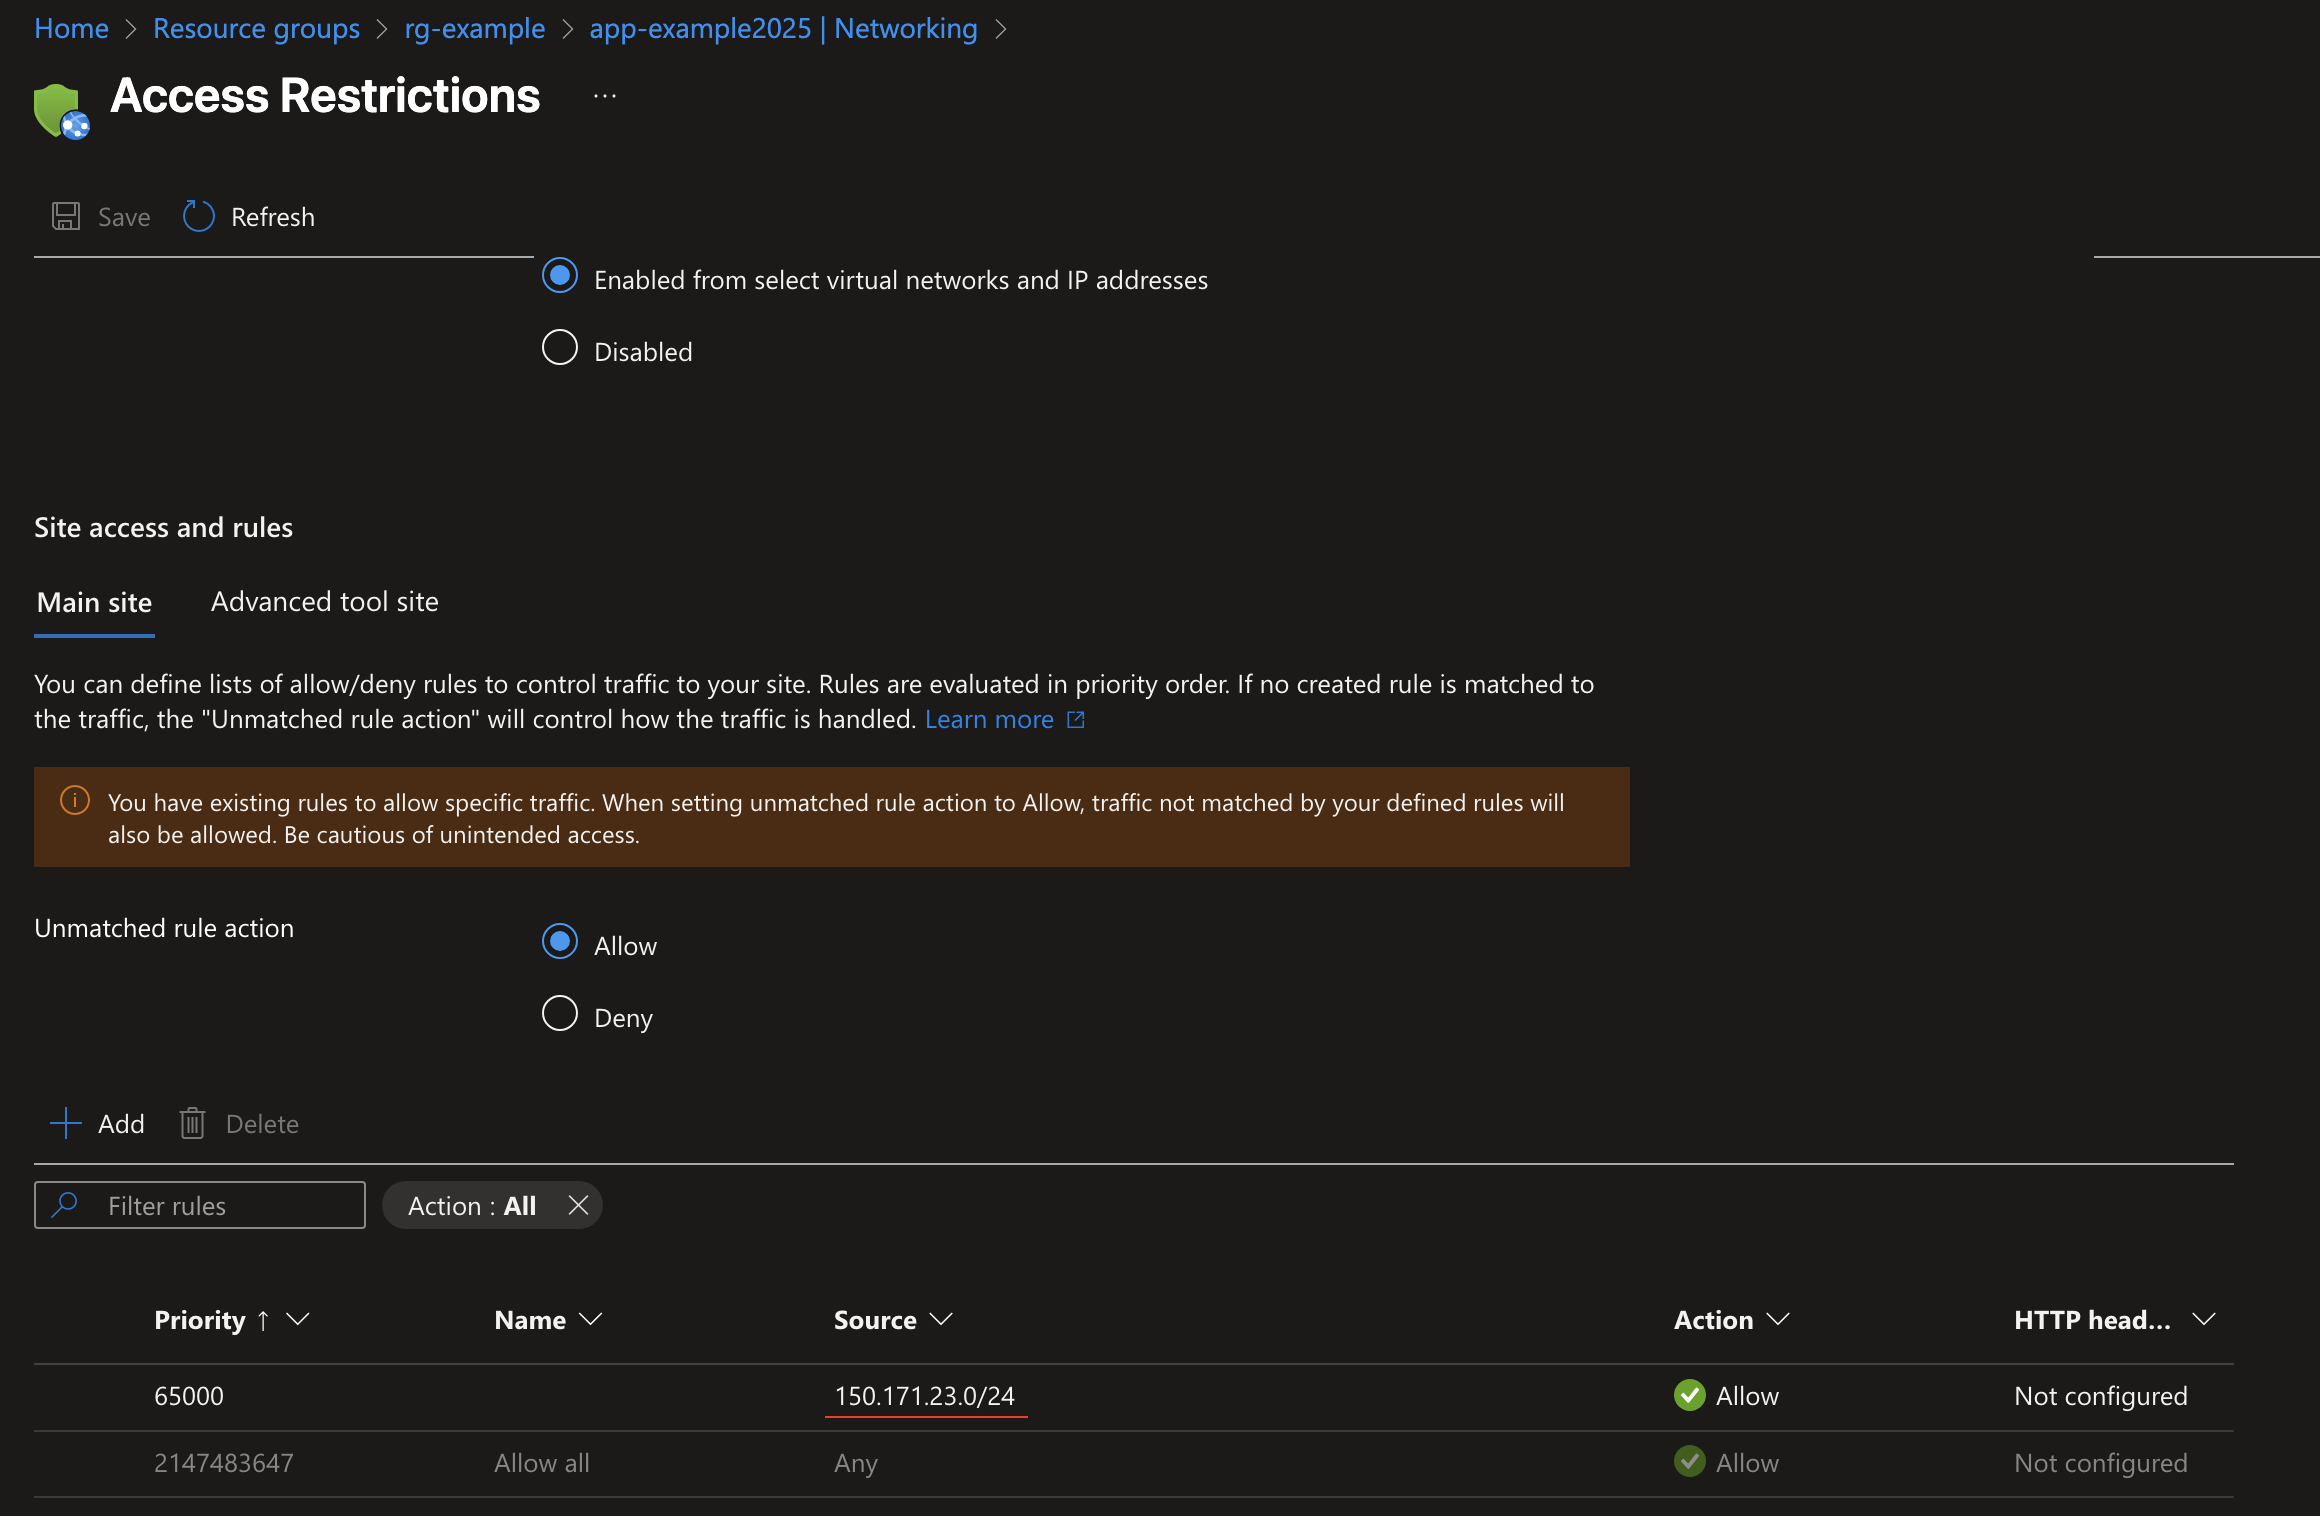 Home > Resource groups > rg-example > app-example2025 | Networking >
Access Restrictions ...
Save Refresh
Enabled from select virtual networks and IP addresses
Disabled
Site access and rules
Main site Advanced tool site
You can define lists of allow/deny rules to control traffic to your site. Rules are evaluated in priority order. If no created rule is matched to
the traffic, the "Unmatched rule action" will control how the traffic is handled. Learn more
You have existing rules to allow specific traffic. When setting unmatched rule action to Allow, traffic not matched by your defined rules will
also be allowed. Be cautious of unintended access.
Unmatched rule action
Allow
Deny
Add Delete
Filter rules Action : All
Priority ↑ Name Source Action HTTP head...
65000 150.171.23.0/24 Allow Not configured
2147483647 Allow all Any Allow Not configured